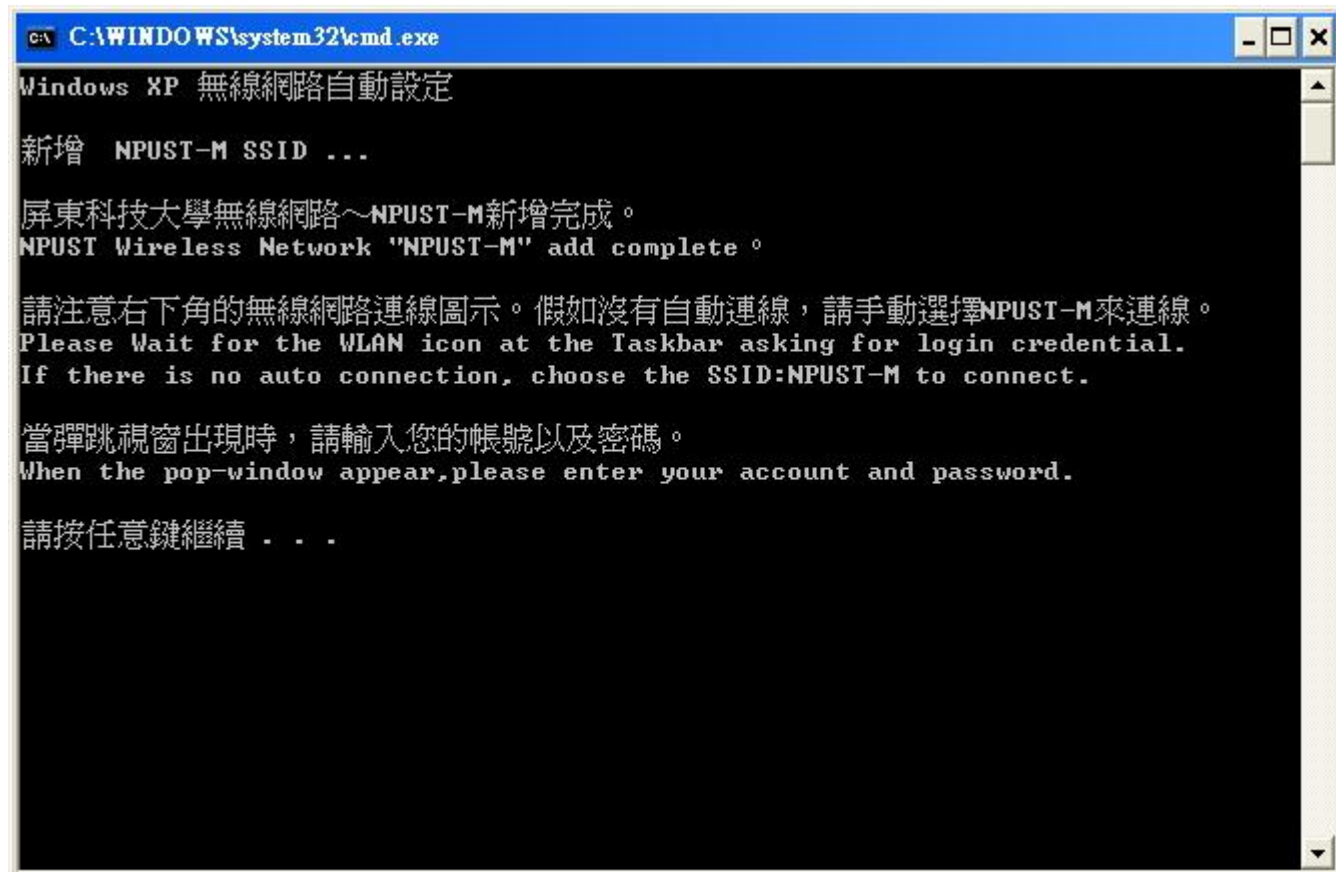 C:\WINDOWS\system32\cmd.exe
Windows XP 無線網路自動設定
新增 NPUST-M SSID ...
屏東科技大學無線網路～NPUST-M新增完成。
NPUST Wireless Network "NPUST-M" add complete。
請注意右下角的無線網路連線圖示。假如沒有自動連線，請手動選擇NPUST-M來連線。
Please Wait for the WLAN icon at the Taskbar asking for login credential.
If there is no auto connection, choose the SSID:NPUST-M to connect.
當彈跳視窗出現時，請輸入您的帳號以及密碼。
When the pop-window appear,please enter your account and password.
請按任意鍵繼續 . . .